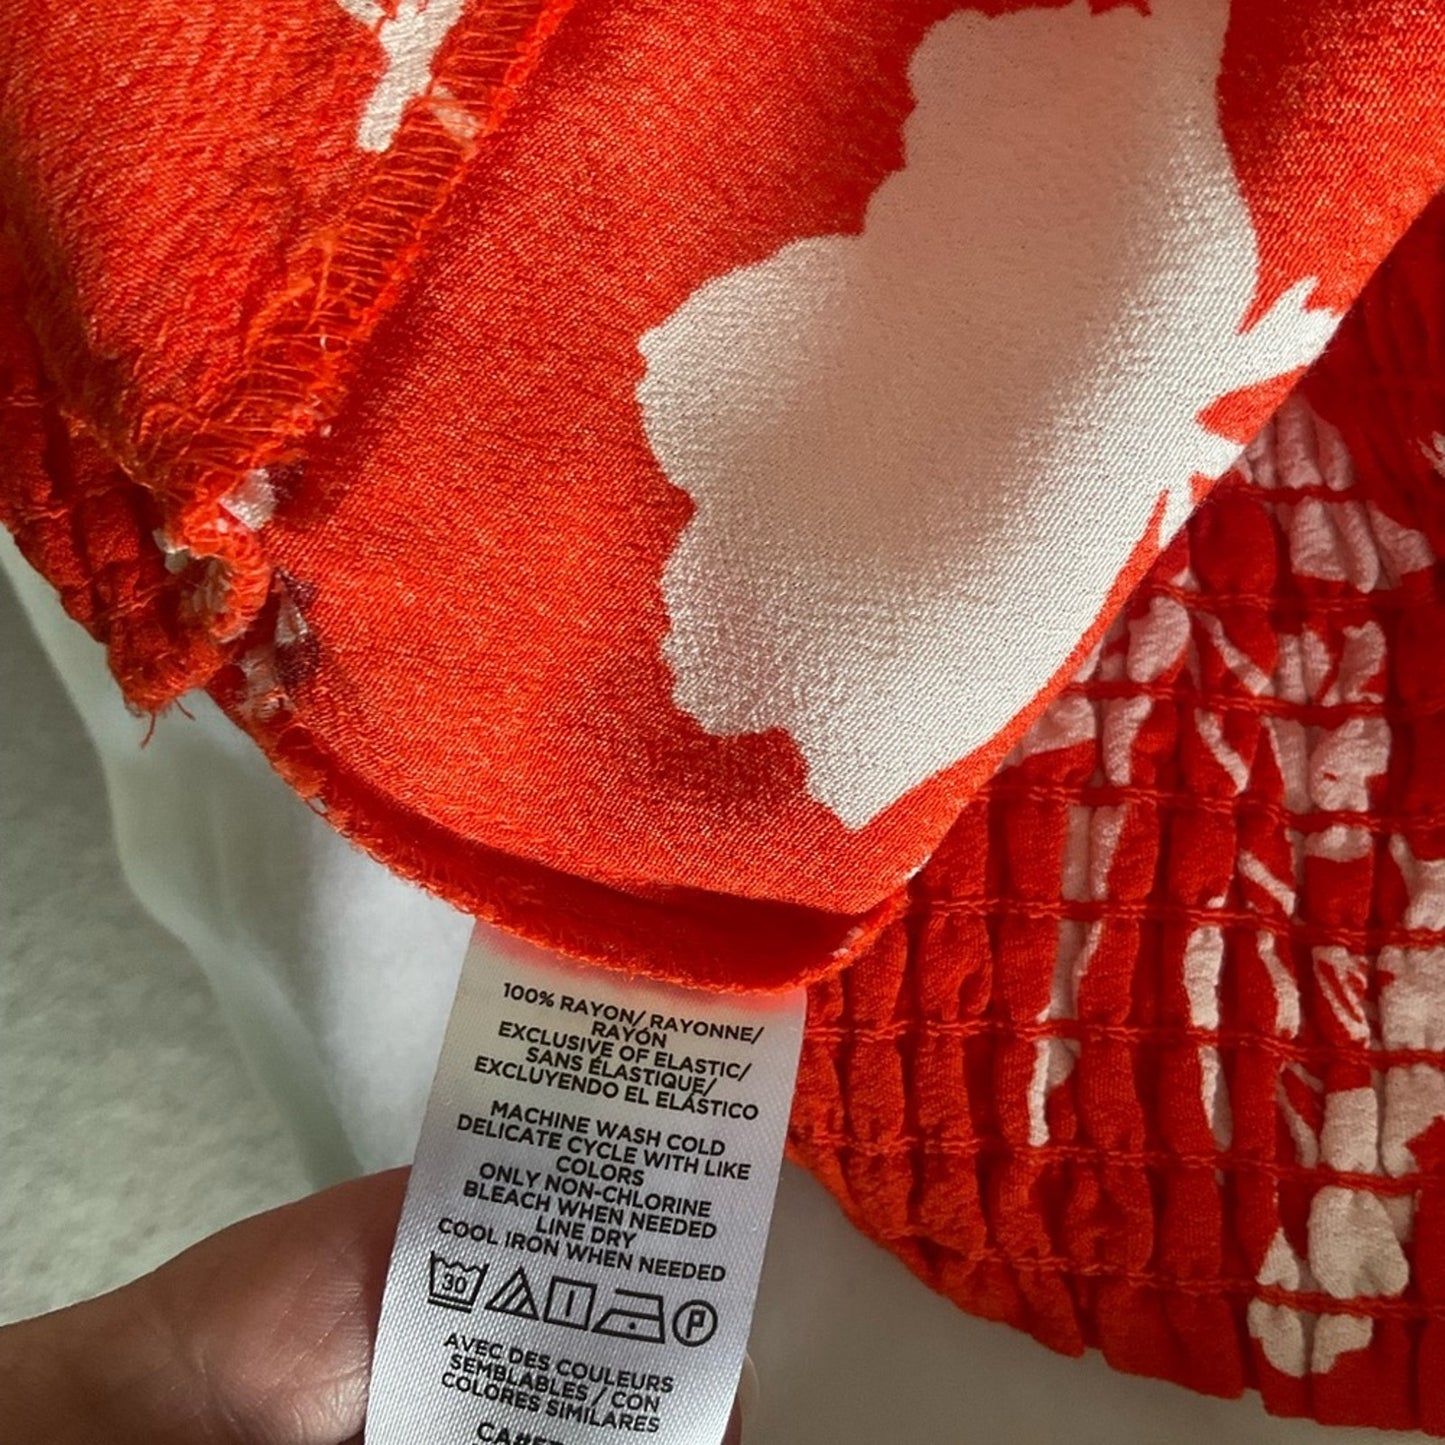 100% RAYON/ RAYONNE/
RAYÓN
EXCLUSIVE OF ELASTIC/
SANS ÉLASTIQUE/
EXCLUYENDO EL ELÁSTICO
MACHINE WASH COLD
DELICATE CYCLE WITH LIKE
COLORS
ONLY NON-CHLORINE
BLEACH WHEN NEEDED
LINE DRY
COOL IRON WHEN NEEDED
30 P
AVEC DES COULEURS
SEMBLABLES / CON
COLORES SIMILARES